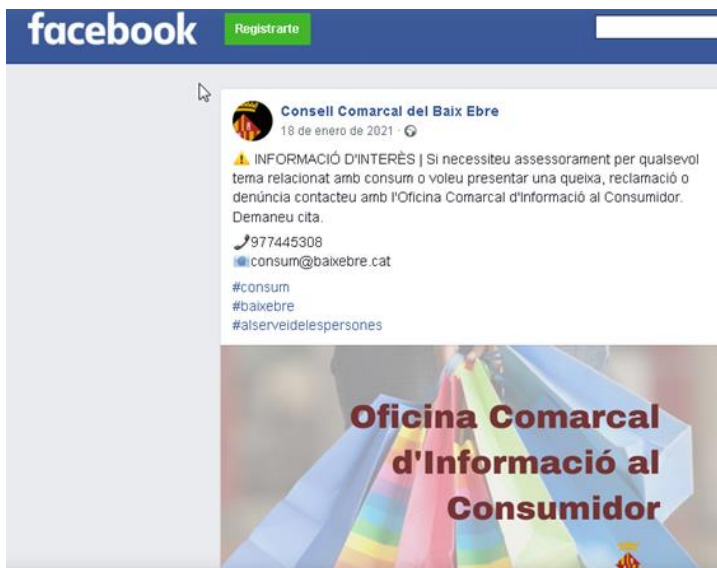 facebook
Registrarte
Consell Comarcal del Baix Ebre
18 de enero de 2021 ·
INFORMACIÓ D'INTERÈS | Si necessiteu assessorament per qualsevol
tema relacionat amb consum o voleu presentar una queixa, reclamació o
denúncia contacteu amb l'Oficina Comarcal d'Informació al Consumidor.
Demaneu cita.
977445308
consum@baixebre.cat
#consum
#baixebre
#alserveidelespersones
Oficina Comarcal
d'Informació al
Consumidor